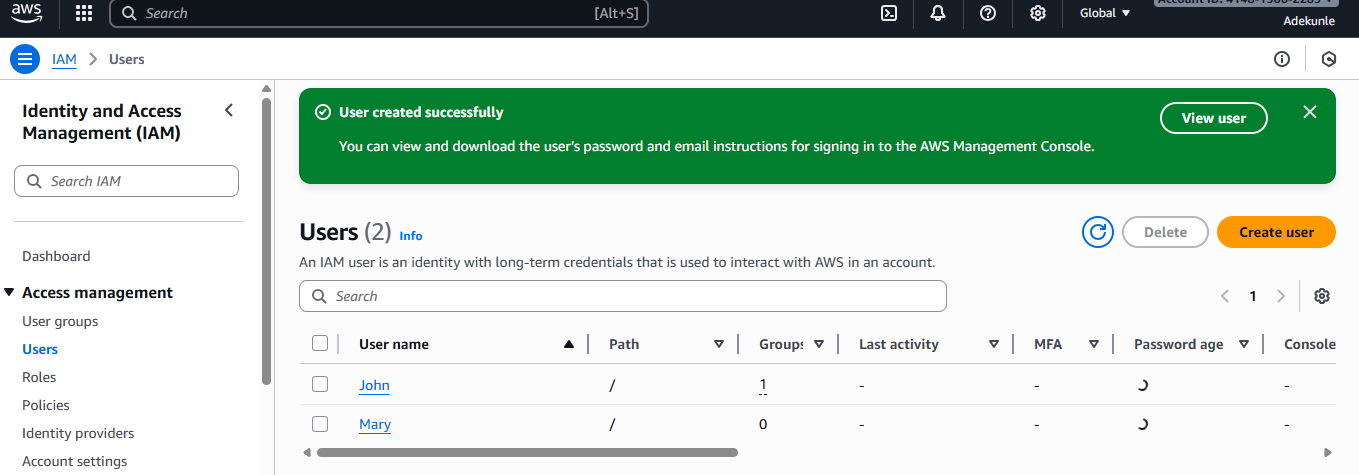 aws Search [Alt+S] Global Account ID: 4148-1500-2289
Adekunle
IAM > Users
Identity and Access
Management (IAM)
Search IAM
Dashboard
Access management
User groups
Users
Roles
Policies
Identity providers
Account settings
User created successfully View user
You can view and download the user's password and email instructions for signing in to the AWS Management Console.
Users (2) Info Delete Create user
An IAM user is an identity with long-term credentials that is used to interact with AWS in an account.
Search 1
User name Path Groups Last activity MFA Password age Console
John / 1 - - -
Mary / 0 - - -